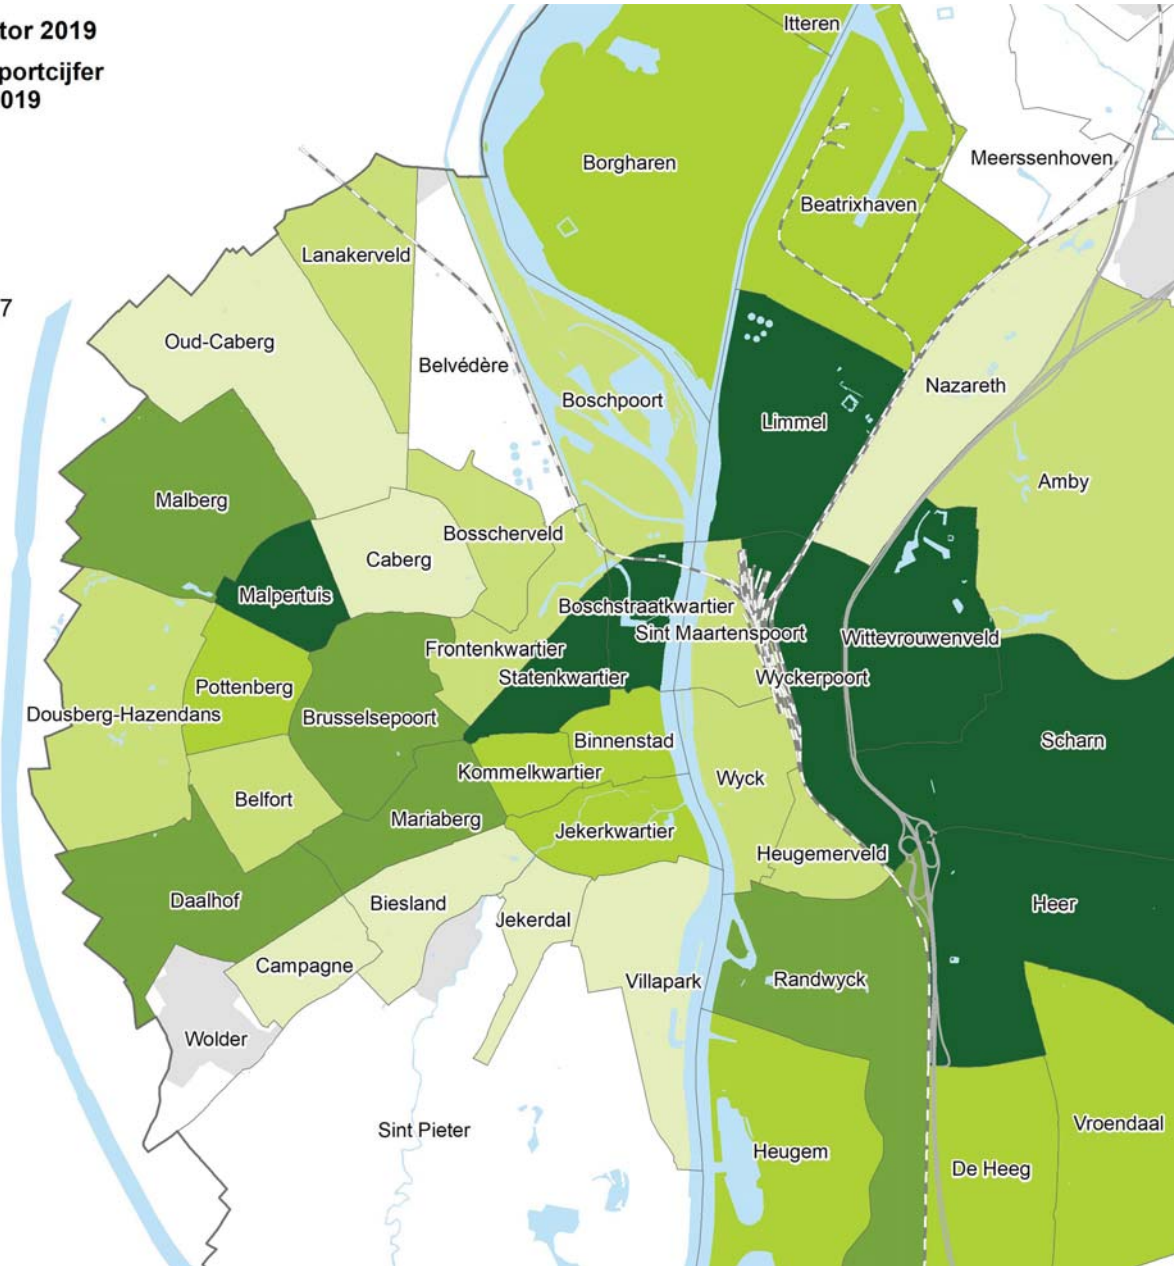 tor 2019
portcijfer
019
7
Itteren
Borgharen
Meerssenhoven
Beatrixhaven
Lanakerveld
Oud-Caberg
Belvédère
Nazareth
Boschpoort
Limmel
Amby
Malberg
Bosscherveld
Caberg
Malpertuis
Boschstraatkwartier
Sint Maartenspoort
Wittevrouwenveld
Frontenkwartier
Statenkwartier
Wyckerpoort
Pottenberg
Dousberg-Hazendans
Brusselsepoort
Binnenstad
Scharn
Kommelkwartier
Wyck
Belfort
Mariaberg
Jekerkwartier
Heugemerveld
Daalhof
Biesland
Heer
Jekerdal
Campagne
Villapark
Randwyck
Wolder
Sint Pieter
Vroendaal
Heugem
De Heeg